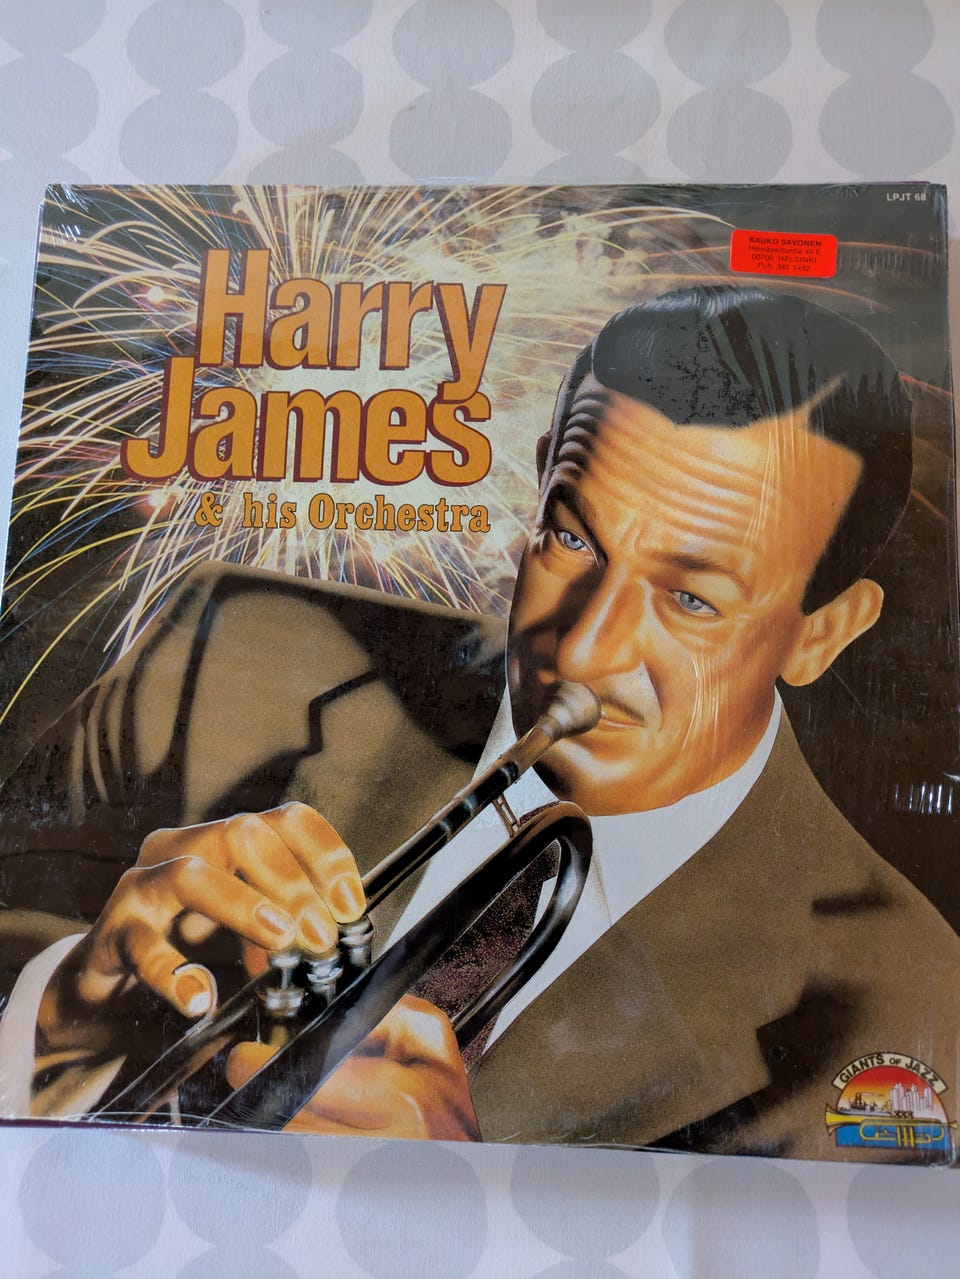 LPJT 68
KAUKO SAVONEN
Heinäpellontie 40 E
00700 HELSINKI
Puh. 345 1432
Harry
James
& his Orchestra
GIANTS OF JAZZ